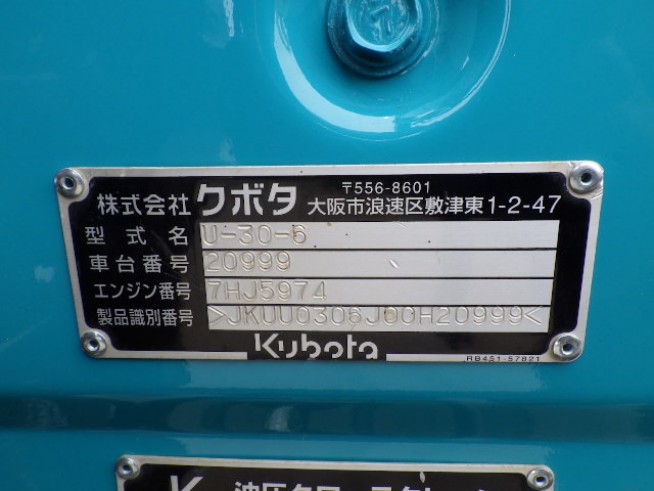 株式会社 クボタ 〒556-8601
大阪市浪速区敷津東1-2-47
型式名 U-30-6
車台番号 20999
エンジン番号 7HJ5974
製品識別番号 >JKUU0306J00H20999<
Kubota
RB451-57821